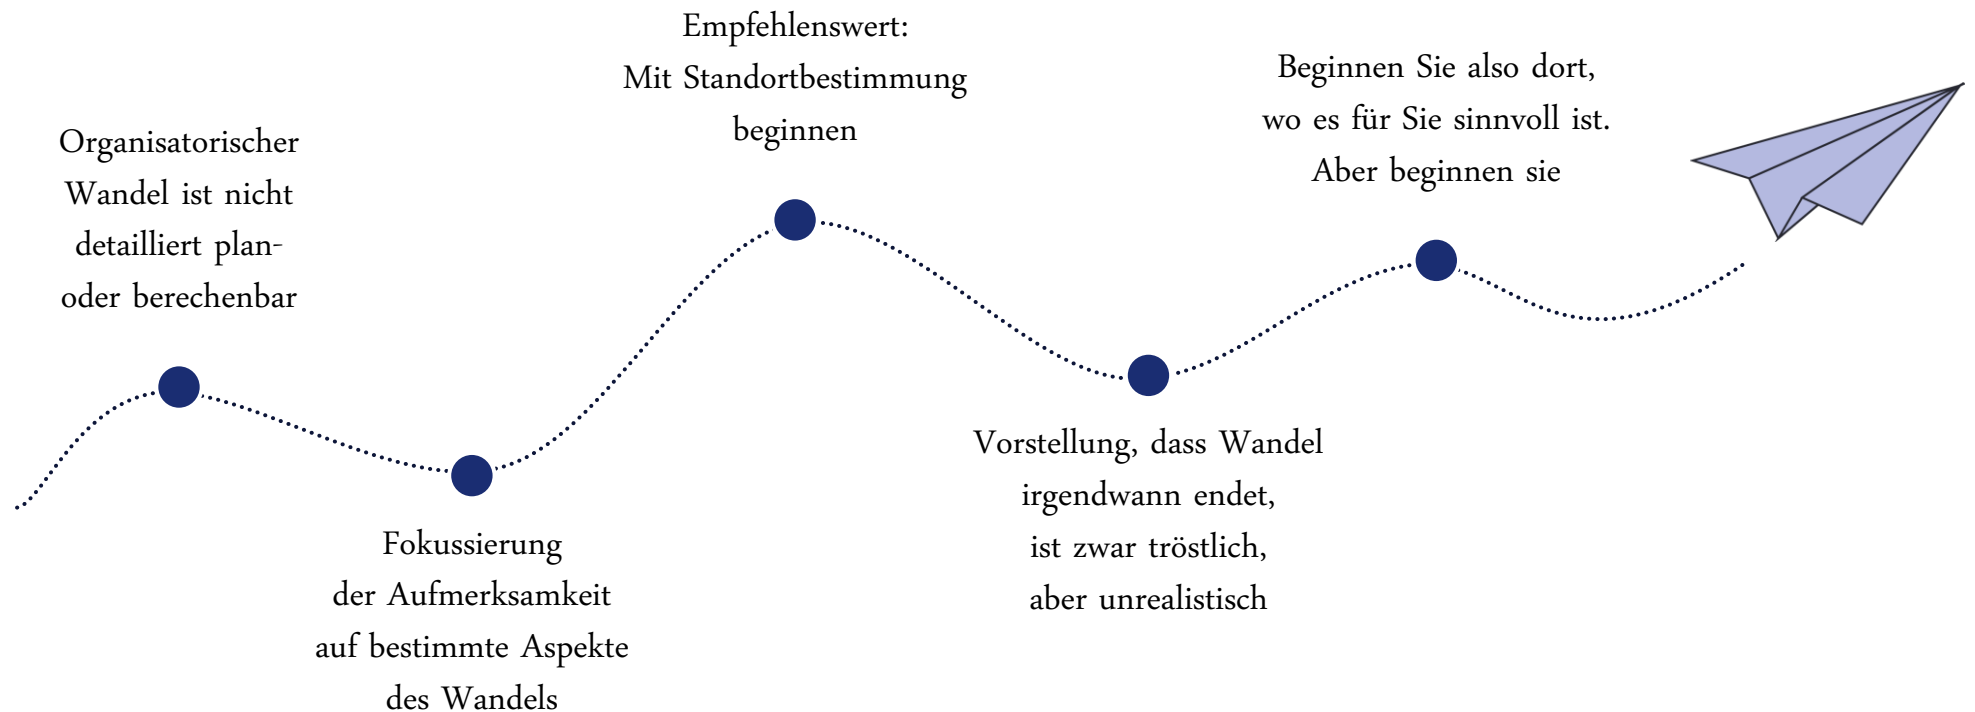 Organisatorischer
Wandel ist nicht
detailliert plan-
oder berechenbar
Fokussierung
der Aufmerksamkeit
auf bestimmte Aspekte
des Wandels
Empfehlenswert:
Mit Standortbestimmung
beginnen
Vorstellung, dass Wandel
irgendwann endet,
ist zwar tröstlich,
aber unrealistisch
Beginnen Sie also dort,
wo es für Sie sinnvoll ist.
Aber beginnen sie